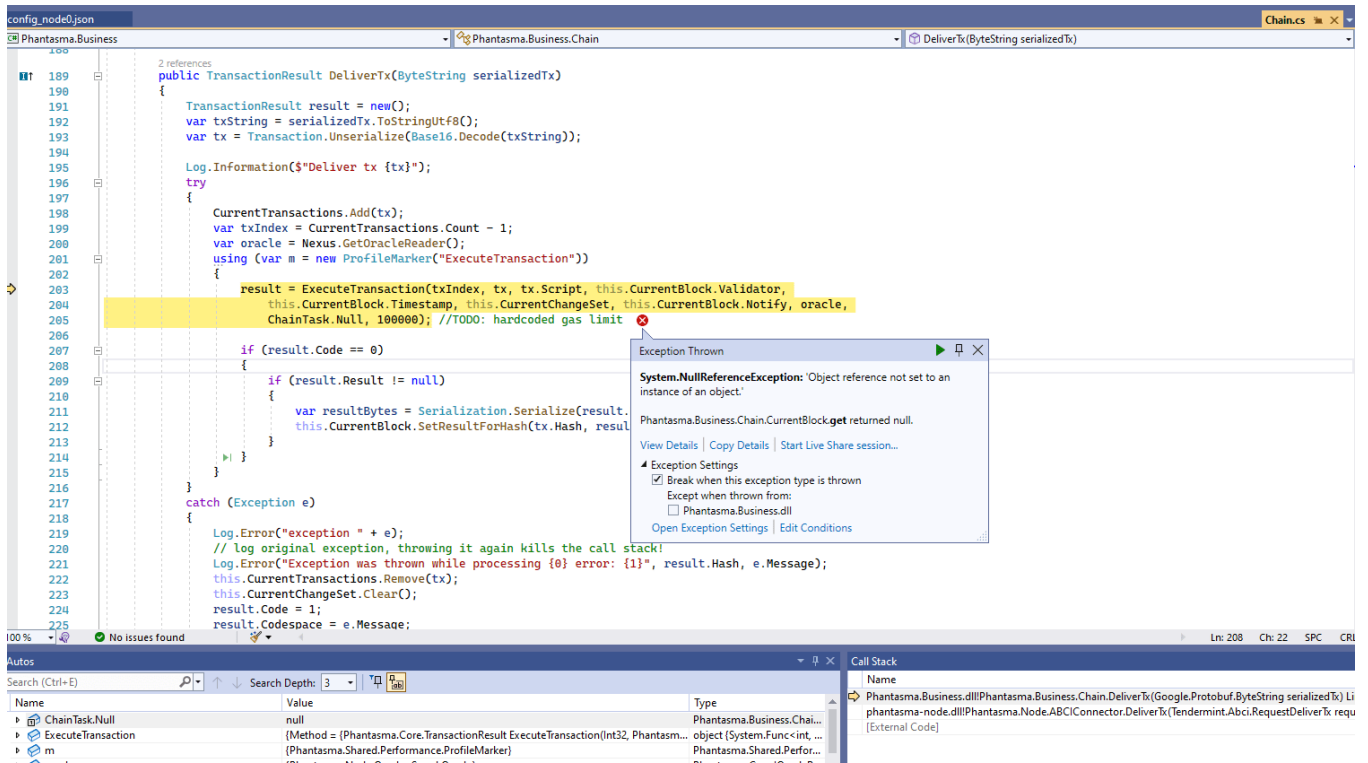 config_node0.json
Chain.cs
C# Phantasma.Business
Phantasma.Business.Chain
DeliverTx(ByteString serializedTx)
188
2 references
189 public TransactionResult DeliverTx(ByteString serializedTx)
190 {
191 TransactionResult result = new();
192 var txString = serializedTx.ToStringUtf8();
193 var tx = Transaction.Unserialize(Base16.Decode(txString));
194
195 Log.Information($"Deliver tx {tx}");
196 try
197 {
198 CurrentTransactions.Add(tx);
199 var txIndex = CurrentTransactions.Count - 1;
200 var oracle = Nexus.GetOracleReader();
201 using (var m = new ProfileMarker("ExecuteTransaction"))
202 {
203 result = ExecuteTransaction(txIndex, tx, tx.Script, this.CurrentBlock.Validator,
204 this.CurrentBlock.Timestamp, this.CurrentChangeSet, this.CurrentBlock.Notify, oracle,
205 ChainTask.Null, 100000); //TODO: hardcoded gas limit
206
207 if (result.Code == 0)
208 {
209 if (result.Result != null)
210 {
211 var resultBytes = Serialization.Serialize(result.
212 this.CurrentBlock.SetResultForHash(tx.Hash, resul
213 }
214 }
215 }
216 }
217 catch (Exception e)
218 {
219 Log.Error("exception " + e);
220 // log original exception, throwing it again kills the call stack!
221 Log.Error("Exception was thrown while processing {0} error: {1}", result.Hash, e.Message);
222 this.CurrentTransactions.Remove(tx);
223 this.CurrentChangeSet.Clear();
224 result.Code = 1;
225 result.Codespace = e.Message;
Exception Thrown
System.NullReferenceException: 'Object reference not set to an
instance of an object.'
Phantasma.Business.Chain.CurrentBlock.get returned null.
View Details | Copy Details | Start Live Share session...
Exception Settings
Break when this exception type is thrown
Except when thrown from:
Phantasma.Business.dll
Open Exception Settings | Edit Conditions
100 %
No issues found
Ln: 208 Ch: 22 SPC CRL
Autos
Search (Ctrl+E)
Search Depth: 3
Name Value Type
ChainTask.Null null Phantasma.Business.Chai...
ExecuteTransaction {Method = {Phantasma.Core.TransactionResult ExecuteTransaction(Int32, Phantasm... object {System.Func<int, ...
m {Phantasma.Shared.Performance.ProfileMarker} Phantasma.Shared.Perfor...
Call Stack
Name
Phantasma.Business.dll!Phantasma.Business.Chain.DeliverTx(Google.Protobuf.ByteString serializedTx) Li
phantasma-node.dll!Phantasma.Node.ABCIConnector.DeliverTx(Tendermint.Abci.RequestDeliverTx requ
[External Code]